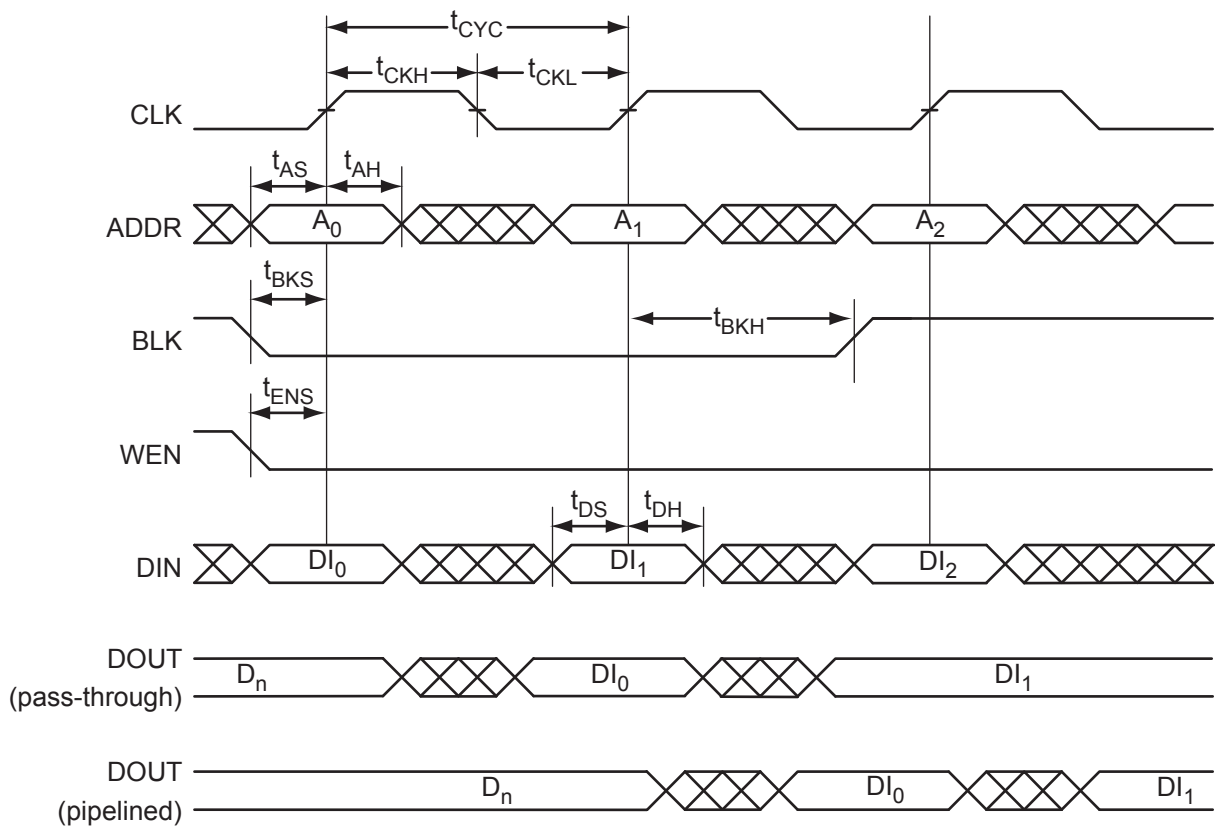 tCYC
tCKH tCKL
CLK
tAS tAH
ADDR A0 A1 A2
tBKS
BLK tBKH
tENS
WEN
tDS tDH
DIN DI0 DI1 DI2
DOUT
(pass-through)
Dn DI0 DI1
DOUT
(pipelined)
Dn DI0 DI1